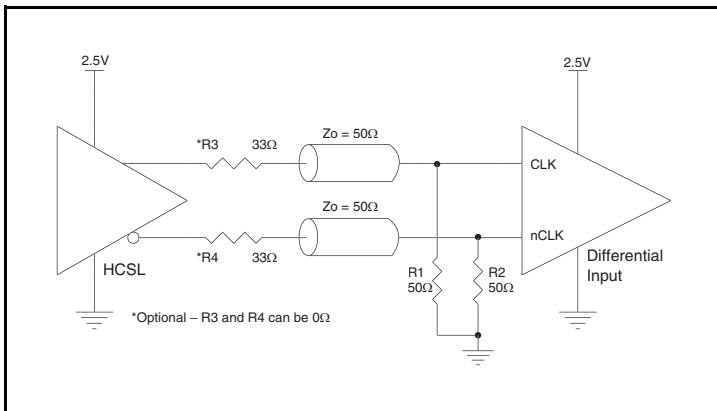 2.5V
2.5V
*R3 33Ω
Zo = 50Ω
CLK
Zo = 50Ω
nCLK
*R4 33Ω
HCSL
R1
50Ω
R2
50Ω
Differential
Input
*Optional – R3 and R4 can be 0Ω